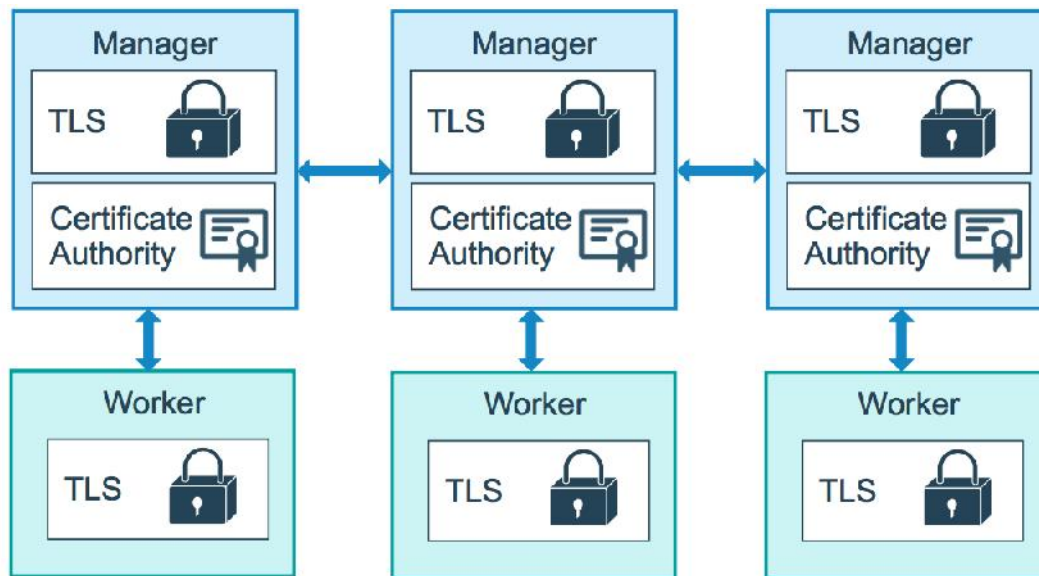 Manager
Manager
Manager
TLS
TLS
TLS
Certificate
Authority
Certificate
Authority
Certificate
Authority
Worker
Worker
Worker
TLS
TLS
TLS